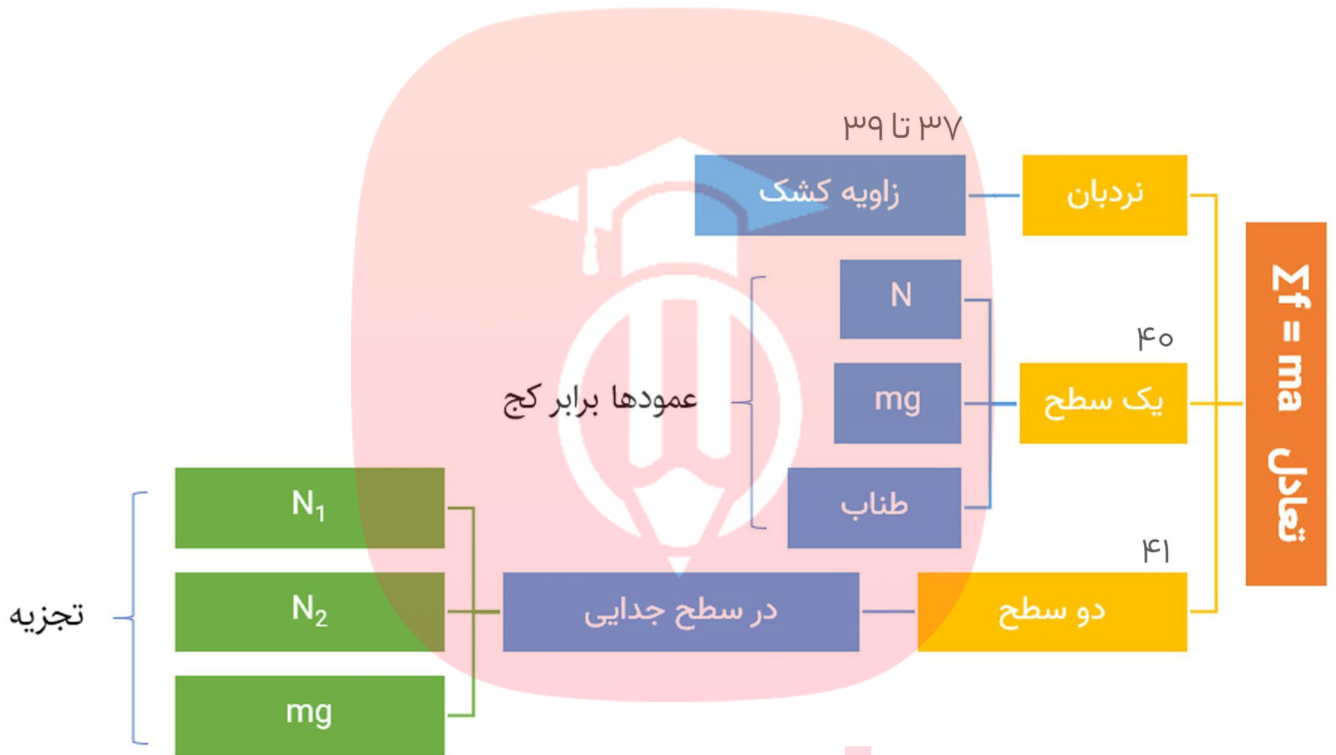 Σf = ma تعادل
۳۷ تا ۳۹
نردبان
زاویه کشک
۴۰
یک سطح
N
mg
طناب
عمودها برابر کج
۴۱
دو سطح
در سطح جدایی
N₁
N₂
mg
تجزیه